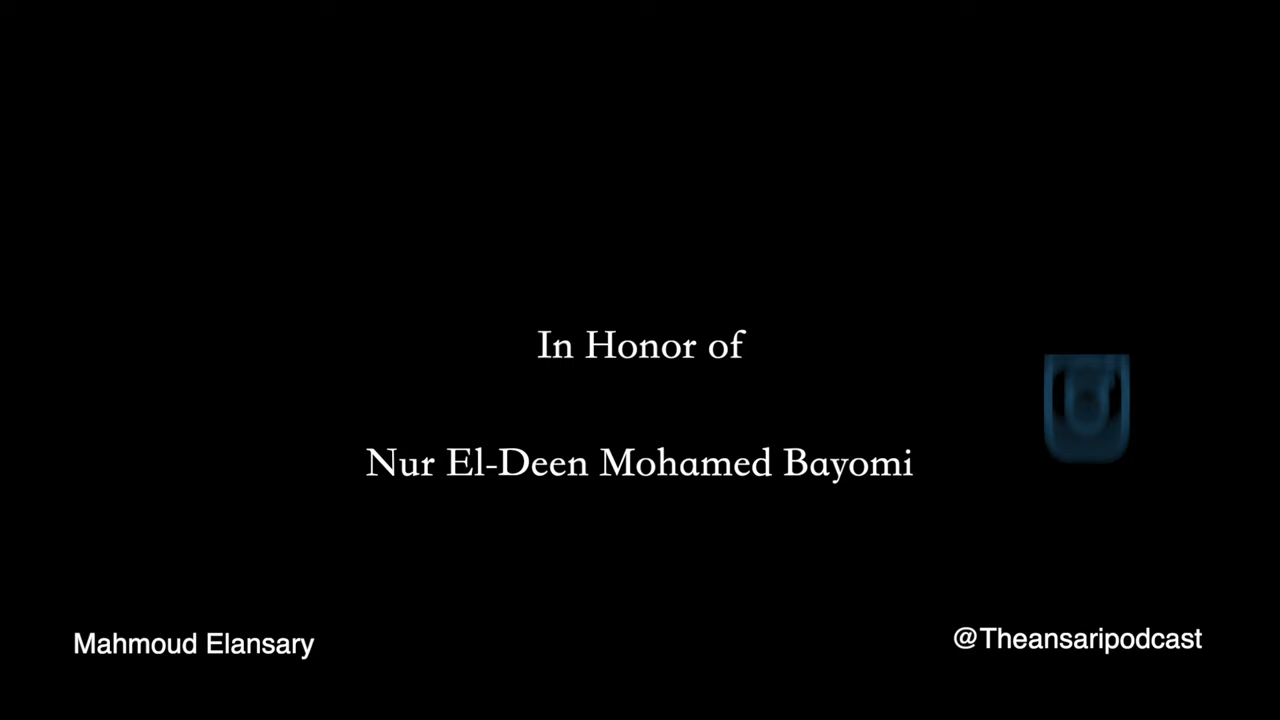 In Honor of
Nur El-Deen Mohamed Bayomi
Mahmoud Elansary
@Theansaripodcast